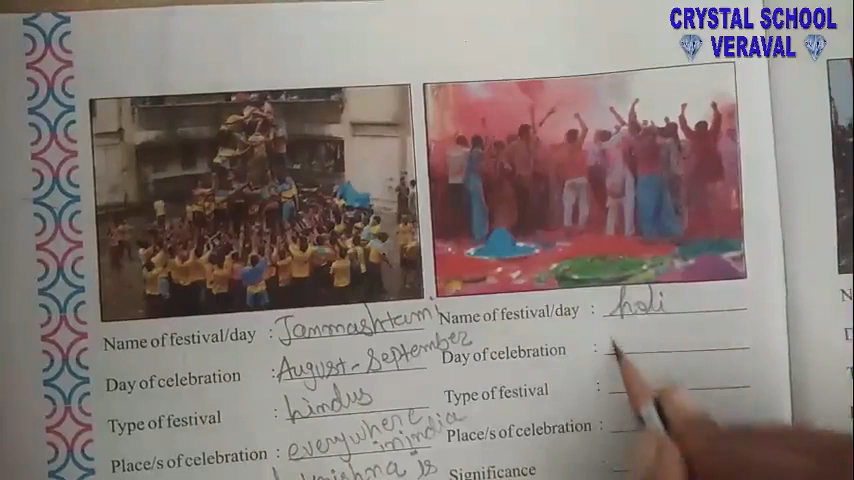 CRYSTAL SCHOOL
VERAVAL
Name of festival/day : Janmashtami
Day of celebration : August - September
Type of festival : hindus
Place/s of celebration : everywhere
in india
krishna is
Name of festival/day : holi
Day of celebration :
Type of festival :
Place/s of celebration :
Significance